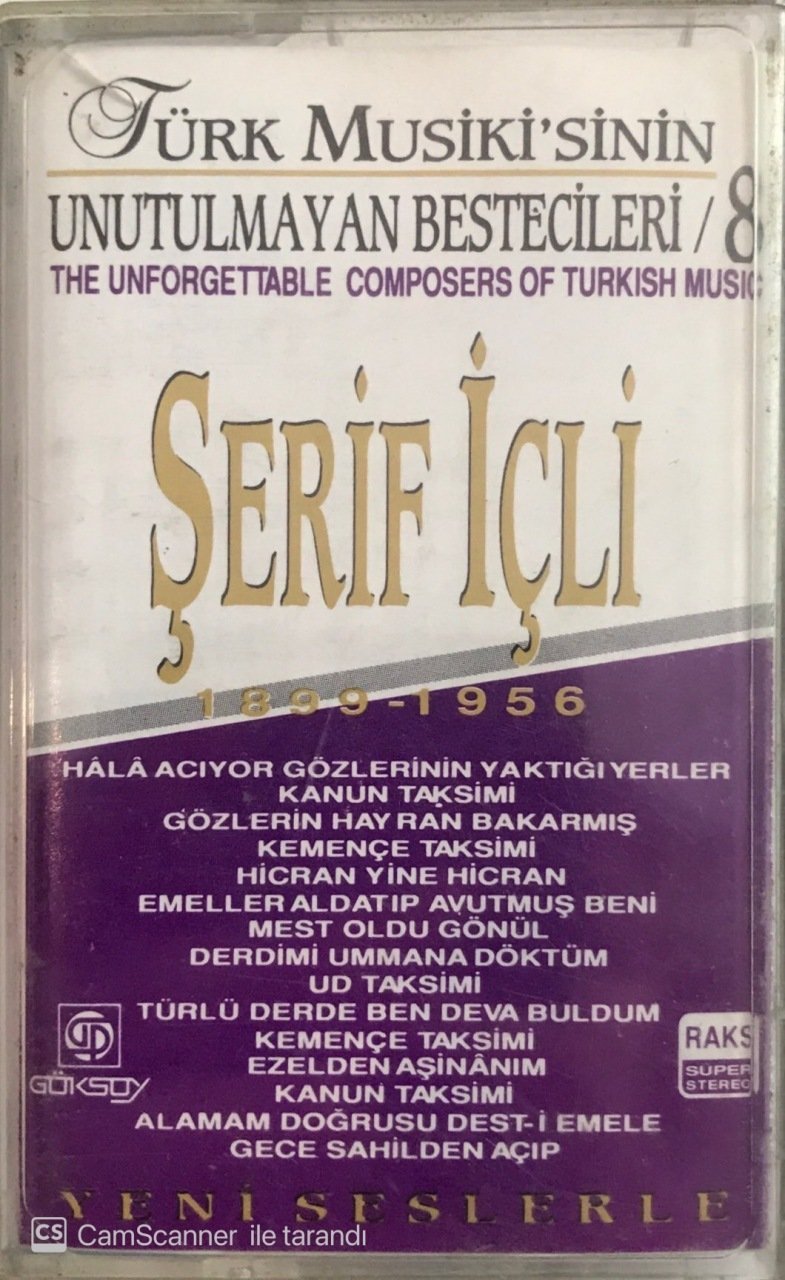 TÜRK MUSİKİ'SİNİN
UNUTULMAYAN BESTECİLERİ / 8
THE UNFORGETTABLE COMPOSERS OF TURKISH MUSIC
ŞERİF İÇLİ
1899-1956
HÂLÂ ACIYOR GÖZLERİNİN YAKTIĞI YERLER
KANUN TAKSİMİ
GÖZLERİN HAYRAN BAKARMIŞ
KEMENÇE TAKSİMİ
HİCRAN YİNE HİCRAN
EMELLER ALDATIP AVUTMUŞ BENİ
MEST OLDU GÖNÜL
DERDİMİ UMMANA DÖKTÜM
UD TAKSİMİ
TÜRLÜ DERDE BEN DEVA BULDUM
KEMENÇE TAKSİMİ
EZELDEN AŞİNÂNIM
KANUN TAKSİMİ
ALAMAM DOĞRUSU DEST-İ EMELE
GECE SAHİLDEN AÇIP
GÖKSOY
RAKS
SÜPER
STEREO
YENİ SESLERLE
CS CamScanner ile tarandı